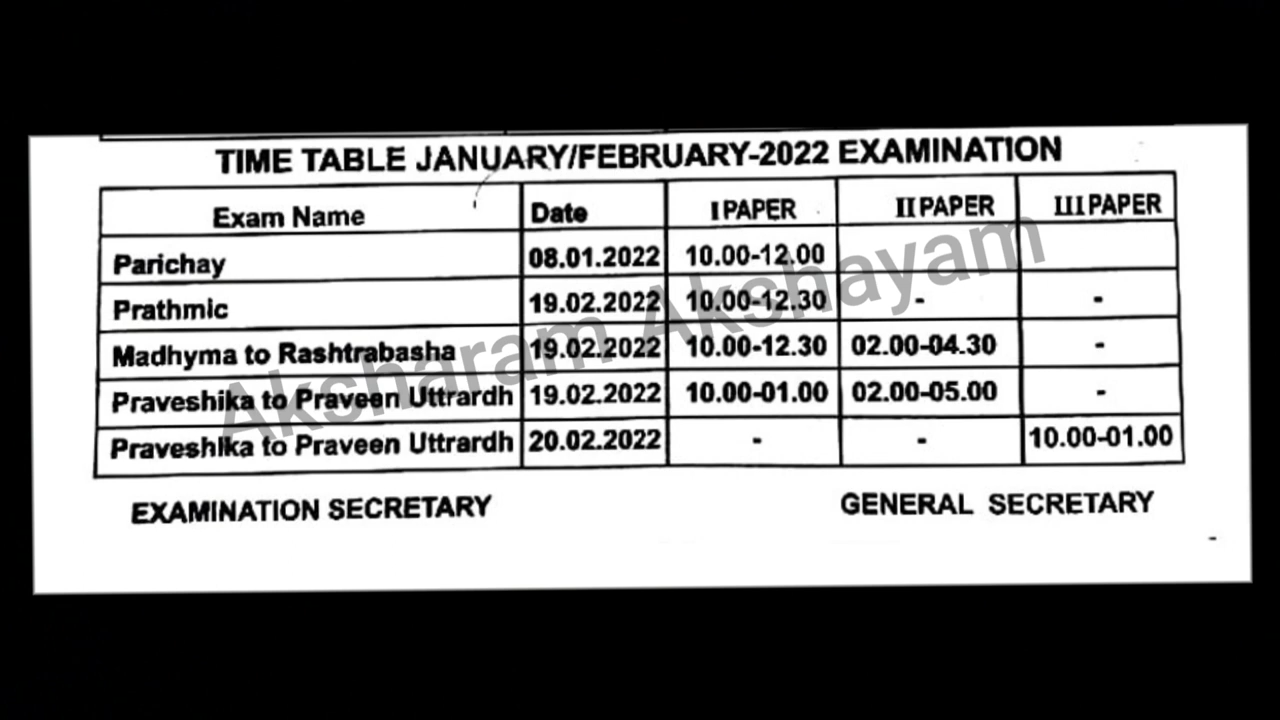 TIME TABLE JANUARY/FEBRUARY-2022 EXAMINATION
Exam Name Date I PAPER II PAPER III PAPER
Parichay 08.01.2022 10.00-12.00
Prathmic 19.02.2022 10.00-12.30 - -
Madhyma to Rashtrabasha 19.02.2022 10.00-12.30 02.00-04.30 -
Praveshika to Praveen Uttrardh 19.02.2022 10.00-01.00 02.00-05.00 -
Praveshika to Praveen Uttrardh 20.02.2022 - - 10.00-01.00
EXAMINATION SECRETARY GENERAL SECRETARY
Aksharam Akshayam